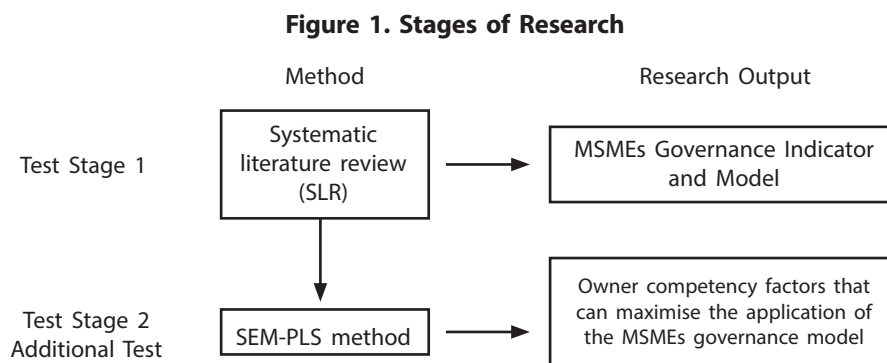 Figure 1. Stages of Research
Method
Research Output
Test Stage 1
Systematic
literature review
(SLR)
MSMEs Governance Indicator
and Model
Test Stage 2
Additional Test
SEM-PLS method
Owner competency factors that
can maximise the application of
the MSMEs governance model